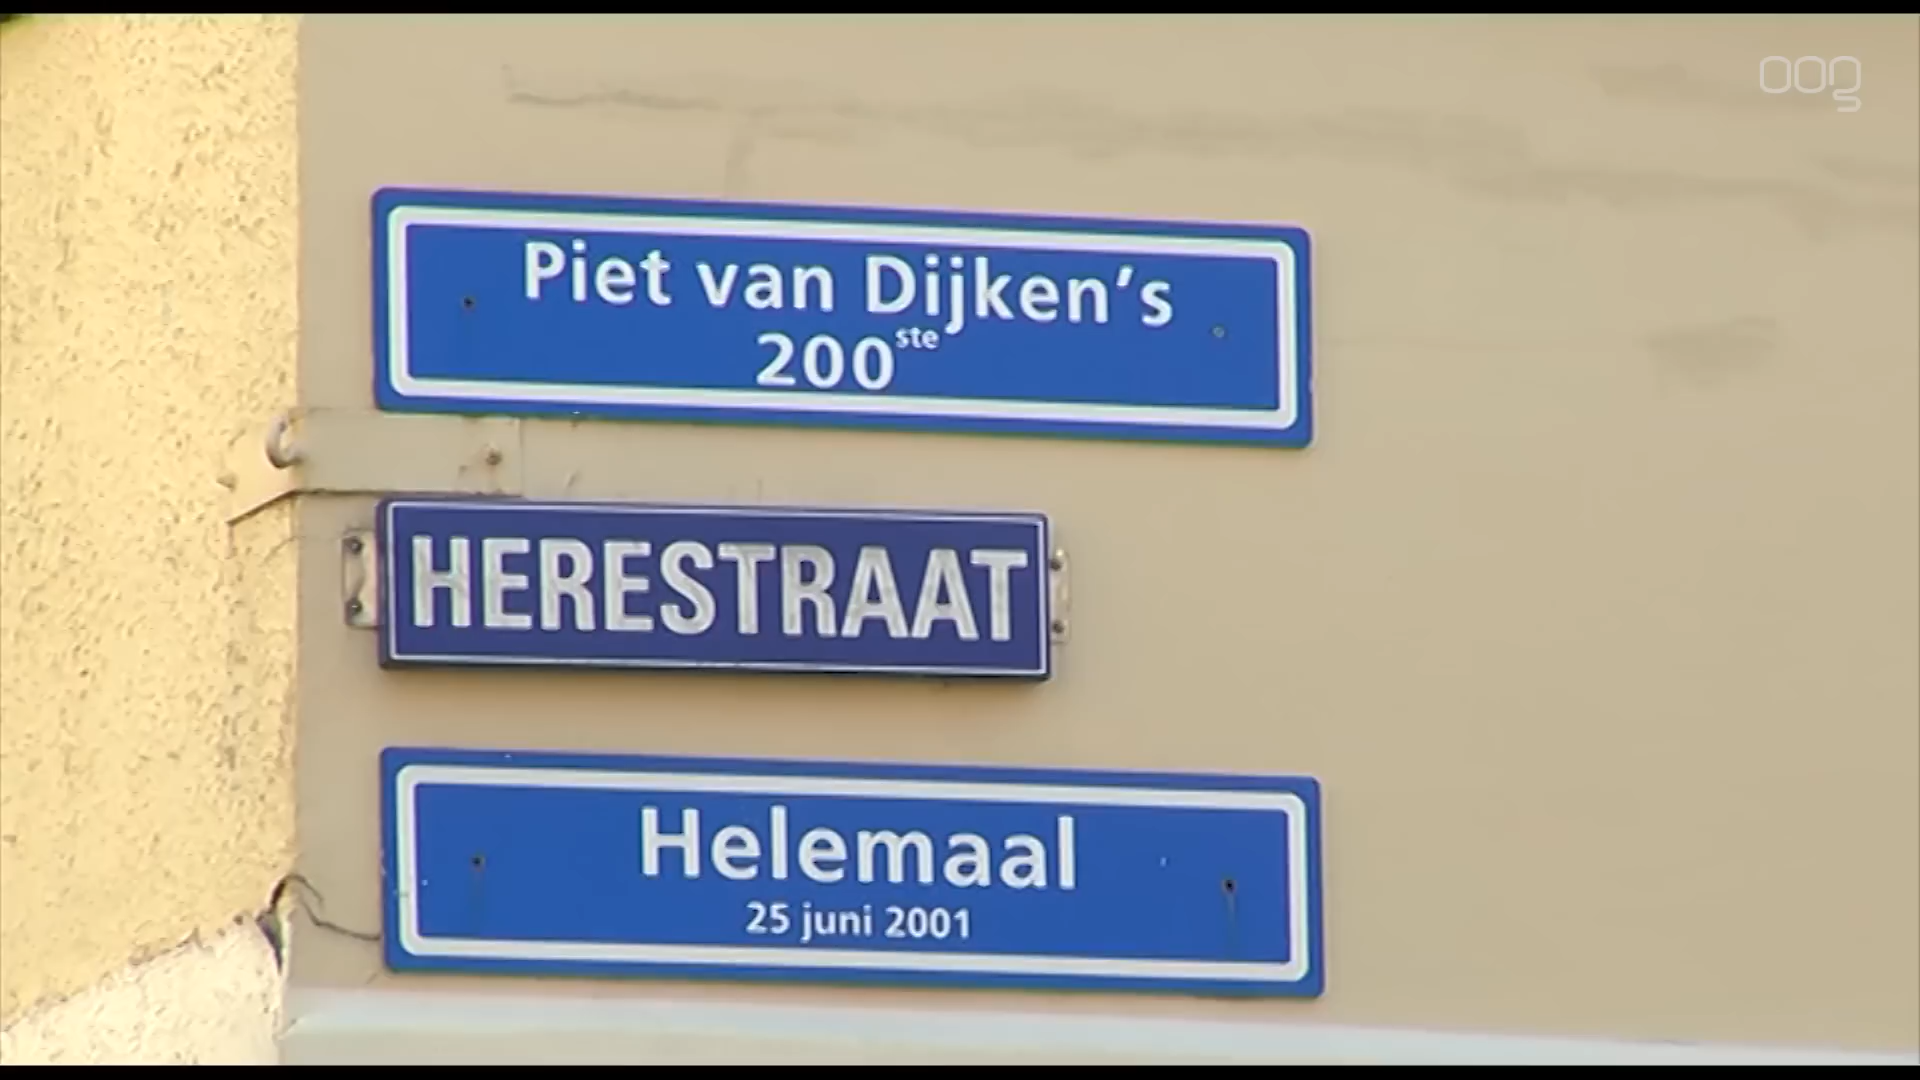 oog
Piet van Dijken's
200ste
HERESTRAAT
Helemaal
25 juni 2001